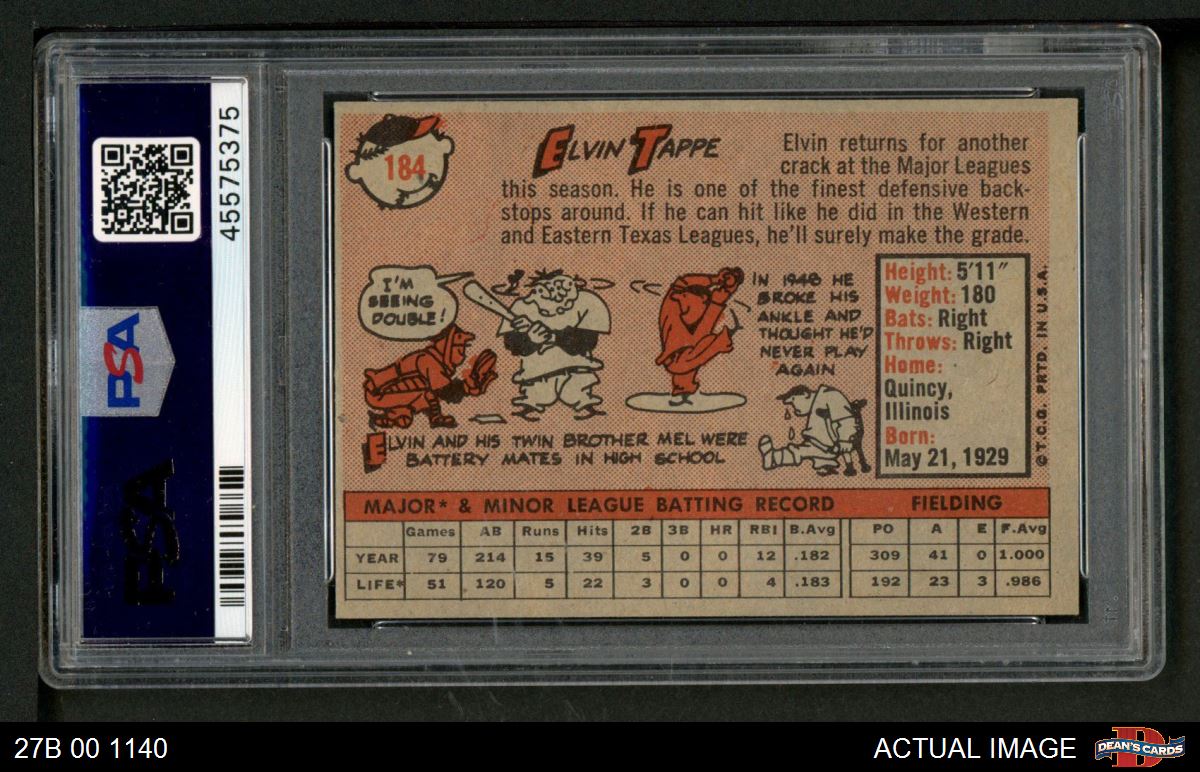 45575375
PSA
PSA
184
ELVIN TAPPE
Elvin returns for another
crack at the Major Leagues
this season. He is one of the finest defensive back-
stops around. If he can hit like he did in the Western
and Eastern Texas Leagues, he'll surely make the grade.
I'M
SEEING
DOUBLE!
IN 1948 HE
BROKE HIS
ANKLE AND
THOUGHT HE'D
NEVER PLAY
AGAIN
ELVIN AND HIS TWIN BROTHER MEL WERE
BATTERY MATES IN HIGH SCHOOL
Height: 5'11"
Weight: 180
Bats: Right
Throws: Right
Home:
Quincy,
Illinois
Born:
May 21, 1929
©T.C.G. PRTD. IN U.S.A.
MAJOR* & MINOR LEAGUE BATTING RECORD FIELDING
Games AB Runs Hits 2B 3B HR RBI B.Avg PO A E F.Avg
YEAR 79 214 15 39 5 0 0 12 .182 309 41 0 1.000
LIFE* 51 120 5 22 3 0 0 4 .183 192 23 3 .986
27B 00 1140
ACTUAL IMAGE
DEAN'S CARDS